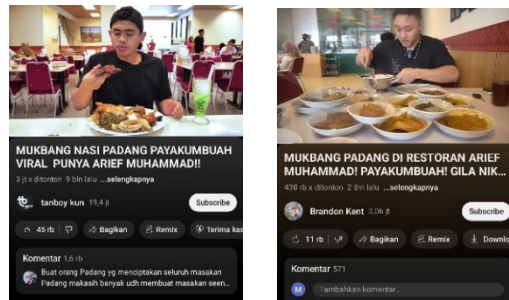 MUKBANG NASI PADANG PAYAKUMBUAH
VIRAL PUNYA ARIEF MUHAMMAD!!
3 jt x ditonton 9 bln lalu ...selengkapnya
tanboy kun 19,4 jt
Subscribe
45 rb
Bagikan
Remix
Terima kas
Komentar 1,6 rb
Buat orang Padang yg menciptakan seluruh masakan
Padang makasih banyak udh membuat masakan seen...
MUKBANG PADANG DI RESTORAN ARIEF
MUHAMMAD! PAYAKUMBUAH! GILA NIK...
438 rb x ditonton 2 thn lalu ...selengkapnya
Brandon Kent 2,06 jt
Subscribe
11 rb
Bagikan
Remix
Downlo
Komentar 571
M
Tambahkan komentar...